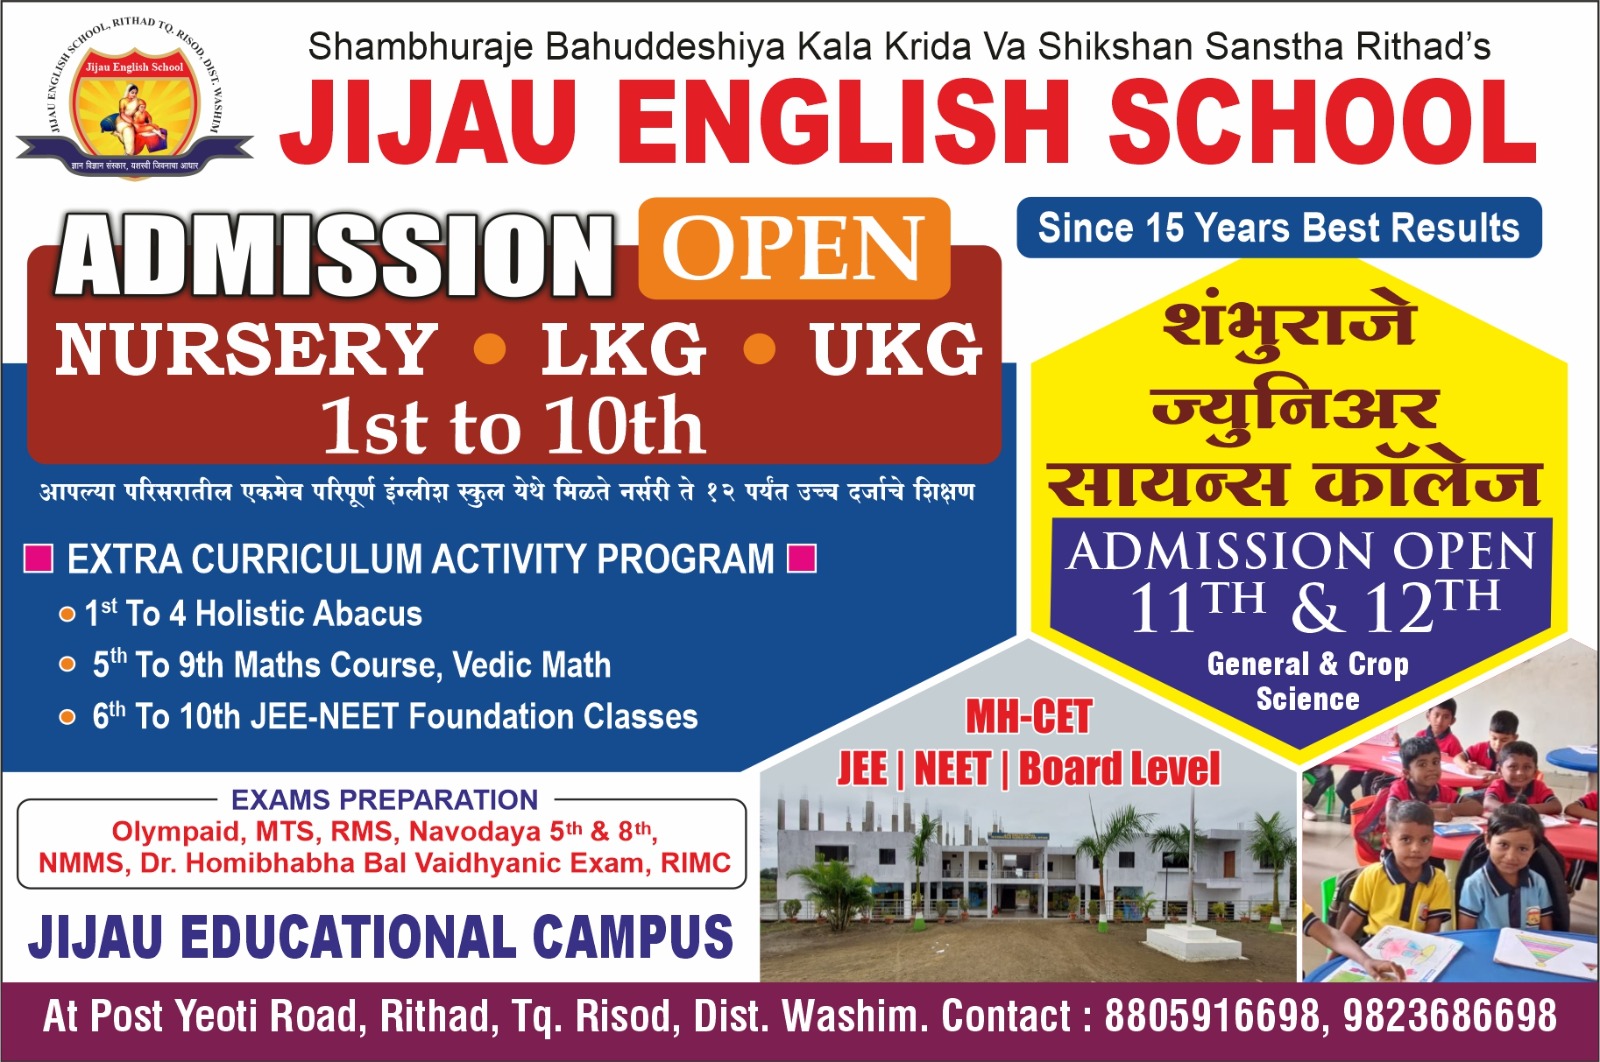 JIJAU ENGLISH SCHOOL, RITHAD TQ. RISOD, DIST. WASHIM
Jijau English School
ज्ञान विज्ञान संस्कार, यशस्वी जिवनाचा आधार
Shambhuraje Bahuddeshiya Kala Krida Va Shikshan Sanstha Rithad's
JIJAU ENGLISH SCHOOL
ADMISSION OPEN
NURSERY • LKG • UKG
1st to 10th
आपल्या परिसरातील एकमेव परिपूर्ण इंग्लीश स्कुल येथे मिळते नर्सरी ते १२ पर्यंत उच्च दर्जाचे शिक्षण
EXTRA CURRICULUM ACTIVITY PROGRAM
1st To 4 Holistic Abacus
5th To 9th Maths Course, Vedic Math
6th To 10th JEE-NEET Foundation Classes
Since 15 Years Best Results
शंभुराजे
ज्युनिअर
सायन्स कॉलेज
ADMISSION OPEN
11TH & 12TH
General & Crop
Science
MH-CET
JEE | NEET | Board Level
EXAMS PREPARATION
Olympaid, MTS, RMS, Navodaya 5th & 8th,
NMMS, Dr. Homibhabha Bal Vaidhyanic Exam, RIMC
JIJAU EDUCATIONAL CAMPUS
At Post Yeoti Road, Rithad, Tq. Risod, Dist. Washim. Contact : 8805916698, 9823686698